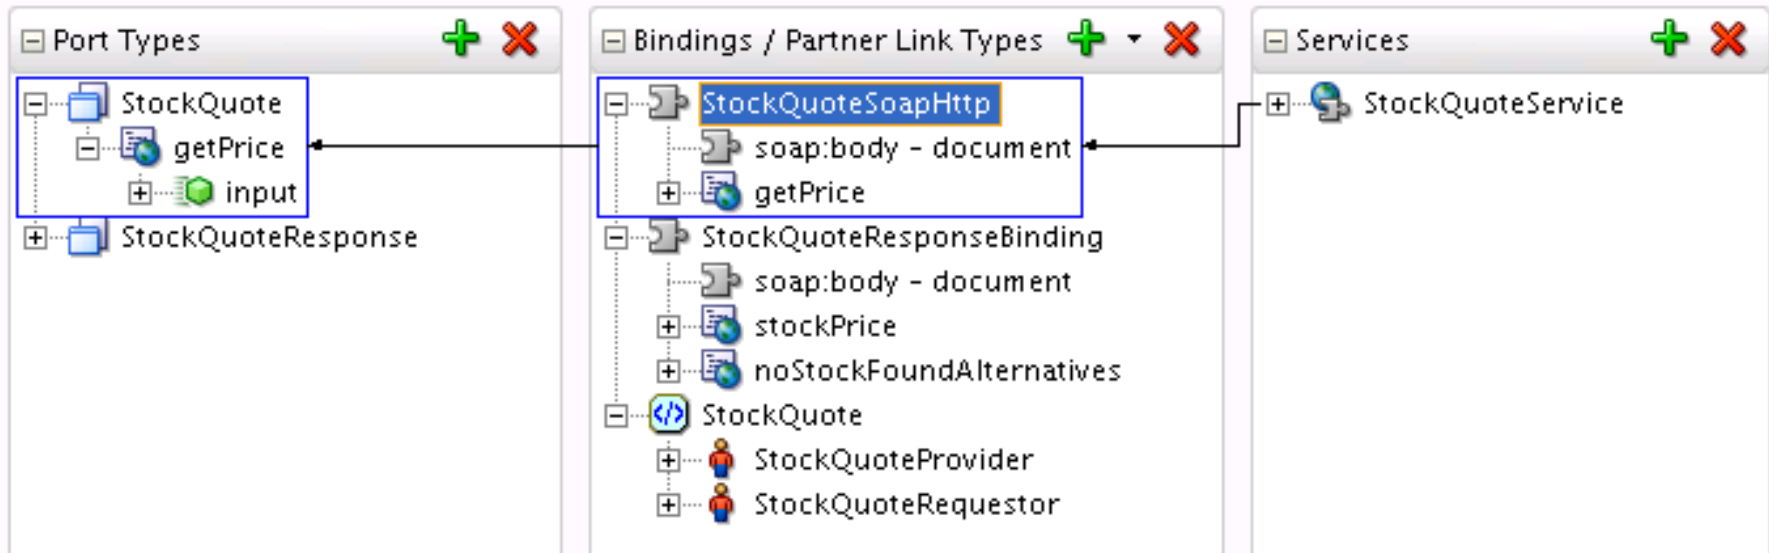 Port Types
StockQuote
getPrice
input
StockQuoteResponse
Bindings / Partner Link Types
StockQuoteSoapHttp
soap:body - document
getPrice
StockQuoteResponseBinding
soap:body - document
stockPrice
noStockFoundAlternatives
StockQuote
StockQuoteProvider
StockQuoteRequestor
Services
StockQuoteService